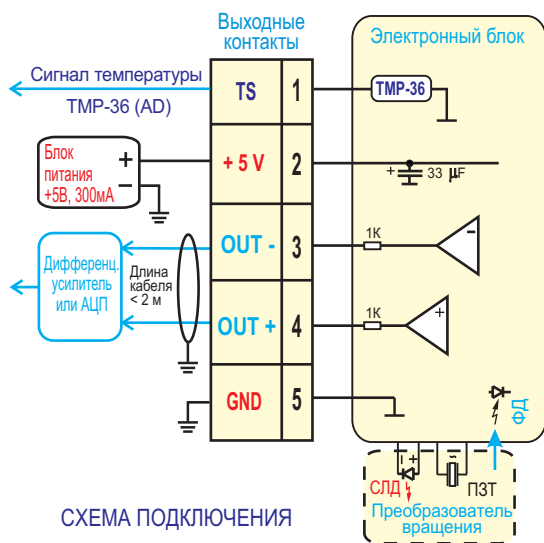 Выходные
контакты
Электронный блок
Сигнал температуры
TMP-36 (AD)
TS
1
TMP-36
Блок
питания
+5В, 300мА
+
−
+ 5 V
2
+
33 µF
Дифференц.
усилитель
или АЦП
Длина
кабеля
< 2 м
OUT -
3
1К
−
OUT +
4
1К
+
GND
5
ФД
− +
~
СЛД
ПЗТ
Преобразователь
вращения
СХЕМА ПОДКЛЮЧЕНИЯ